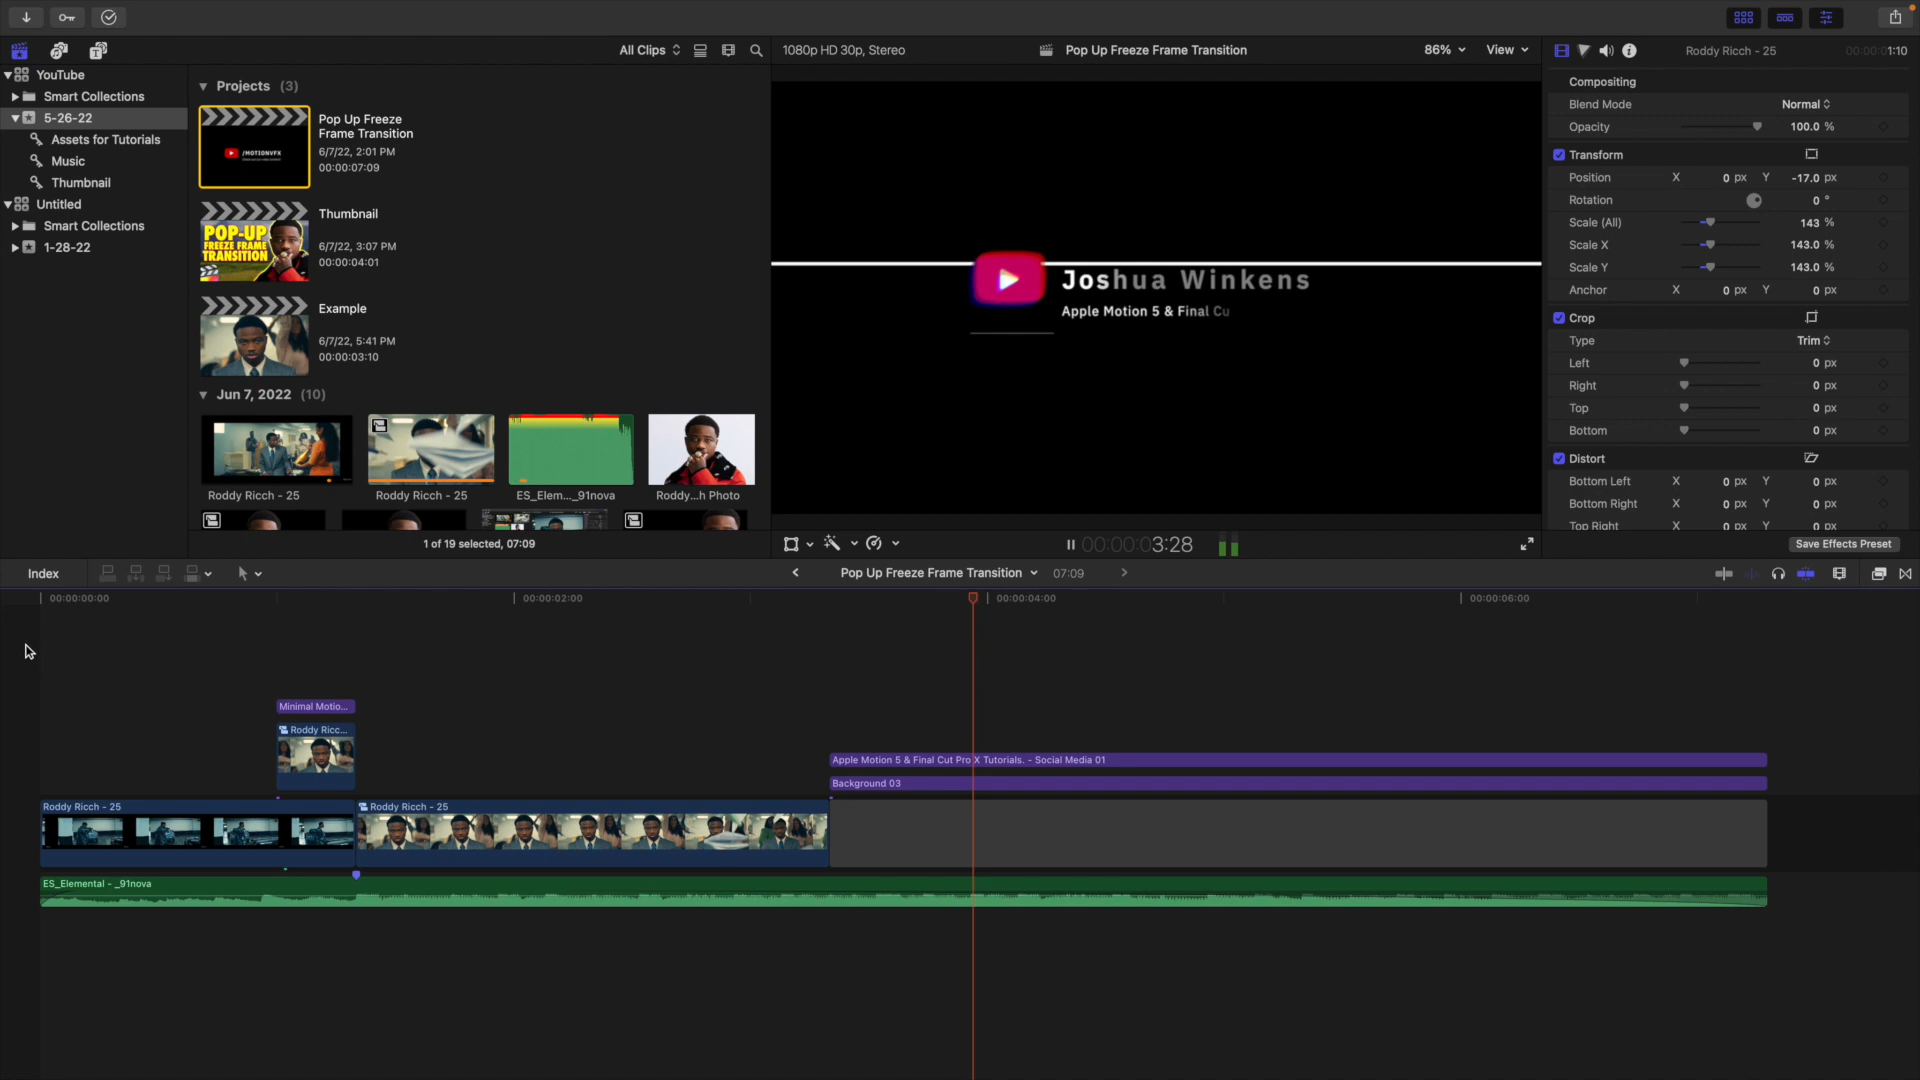 All Clips
1080p HD 30p, Stereo
Pop Up Freeze Frame Transition
86%
View
Roddy Ricch - 25
00:00:01:10
YouTube
Smart Collections
5-26-22
Assets for Tutorials
Music
Thumbnail
Untitled
Smart Collections
1-28-22
Projects (3)
/MOTIONVFX
Pop Up Freeze
Frame Transition
6/7/22, 2:01 PM
00:00:07:09
POP-UP
FREEZE FRAME
TRANSITION
Thumbnail
6/7/22, 3:07 PM
00:00:04:01
Example
6/7/22, 5:41 PM
00:00:03:10
Jun 7, 2022 (10)
Roddy Ricch - 25
Roddy Ricch - 25
ES_Elem..._91nova
Roddy...h Photo
1 of 19 selected, 07:09
Joshua Winkens
Apple Motion 5 & Final Cu
00:00:03:28
Compositing
Blend Mode Normal
Opacity 100.0 %
Transform
Position X 0 px Y -17.0 px
Rotation 0 °
Scale (All) 143 %
Scale X 143.0 %
Scale Y 143.0 %
Anchor X 0 px Y 0 px
Crop
Type Trim
Left 0 px
Right 0 px
Top 0 px
Bottom 0 px
Distort
Bottom Left X 0 px Y 0 px
Bottom Right X 0 px Y 0 px
Top Right X 0 px Y 0 px
Save Effects Preset
Index
Pop Up Freeze Frame Transition
07:09
00:00:00:00
00:00:02:00
00:00:04:00
00:00:06:00
Minimal Motio...
Roddy Ricc...
Apple Motion 5 & Final Cut Pro X Tutorials. - Social Media 01
Background 03
Roddy Ricch - 25
Roddy Ricch - 25
ES_Elemental - _91nova